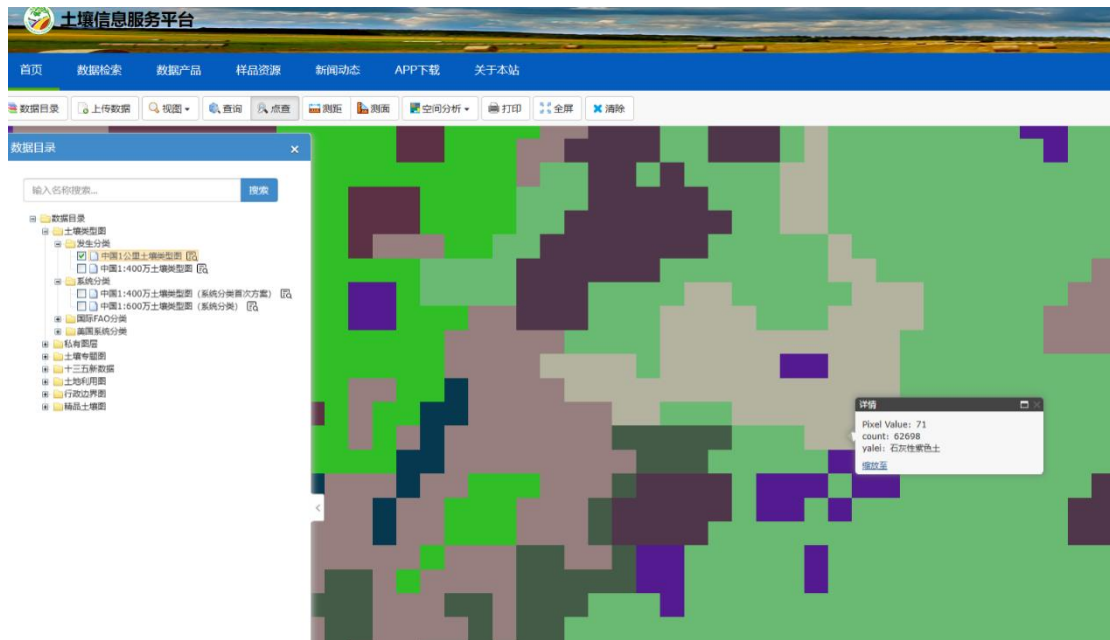 土壤信息服务平台
首页 数据检索 数据产品 样品资源 新闻动态 APP下载 关于本站
数据目录 上传数据 视图 查询 点查 测距 测面 空间分析 打印 全屏 清除
数据目录 ×
输入名称搜索... 搜索
数据目录
土壤类型图
发生分类
中国1公里土壤类型图
中国1:400万土壤类型图
系统分类
中国1:400万土壤类型图（系统分类首次方案）
中国1:600万土壤类型图（系统分类）
国际FAO分类
美国系统分类
私有图层
土壤专题图
十三五新数据
土地利用图
行政边界图
精品土壤图
详情
Pixel Value: 71
count: 62698
yalei: 石灰性紫色土
缩放至